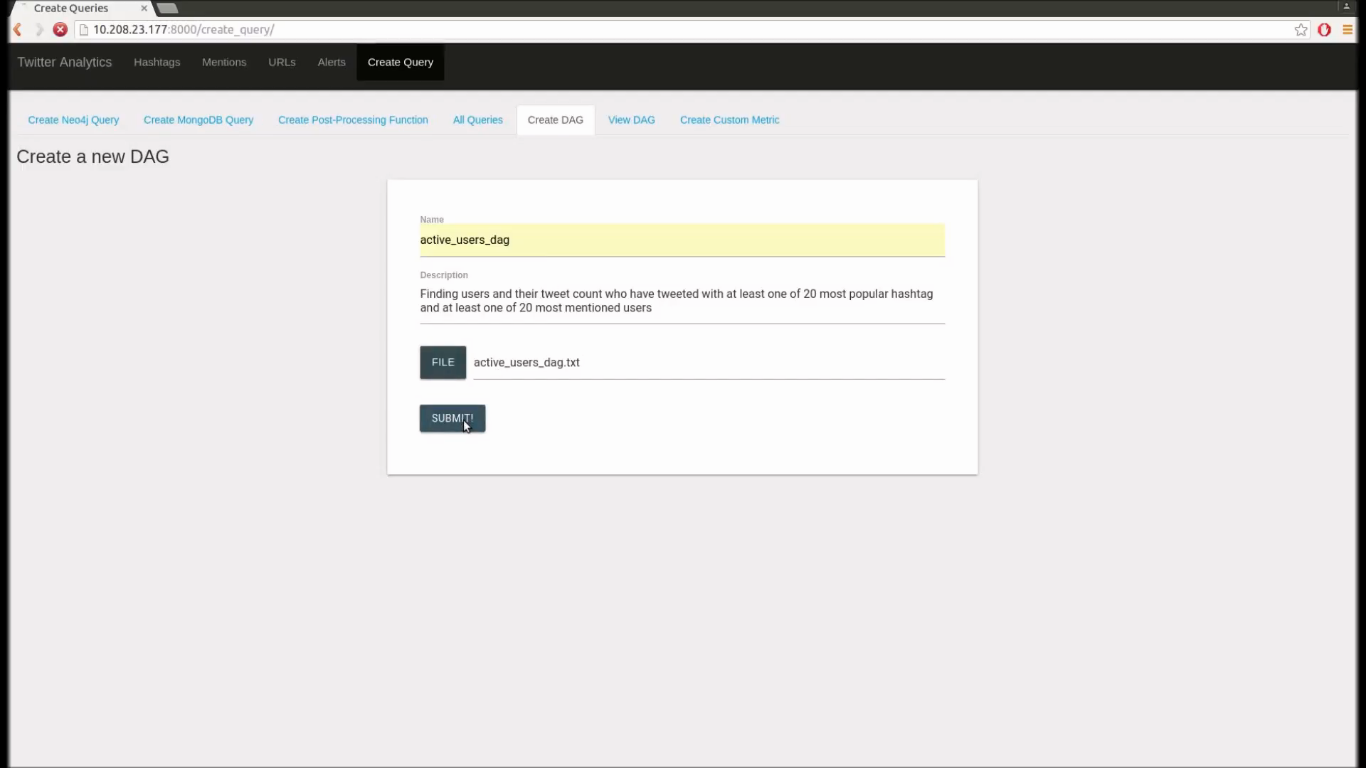 Create Queries
10.208.23.177:8000/create_query/
Twitter Analytics Hashtags Mentions URLs Alerts Create Query
Create Neo4j Query Create MongoDB Query Create Post-Processing Function All Queries Create DAG View DAG Create Custom Metric
Create a new DAG
Name
active_users_dag
Description
Finding users and their tweet count who have tweeted with at least one of 20 most popular hashtag
and at least one of 20 most mentioned users
FILE active_users_dag.txt
SUBMIT!